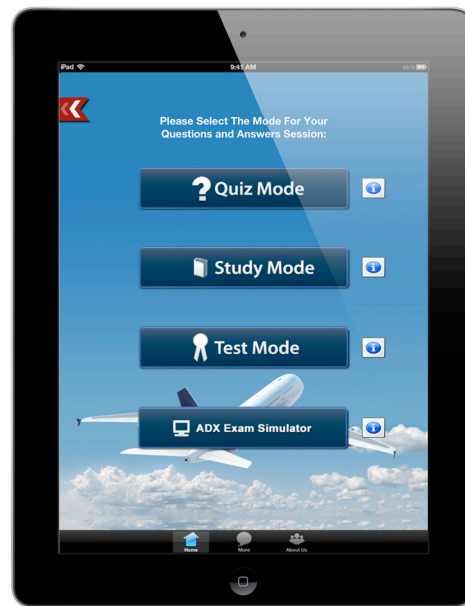 iPad 9:41 AM 45%
Please Select The Mode For Your
Questions and Answers Session:
Quiz Mode
Study Mode
Test Mode
ADX Exam Simulator
Home More About Us